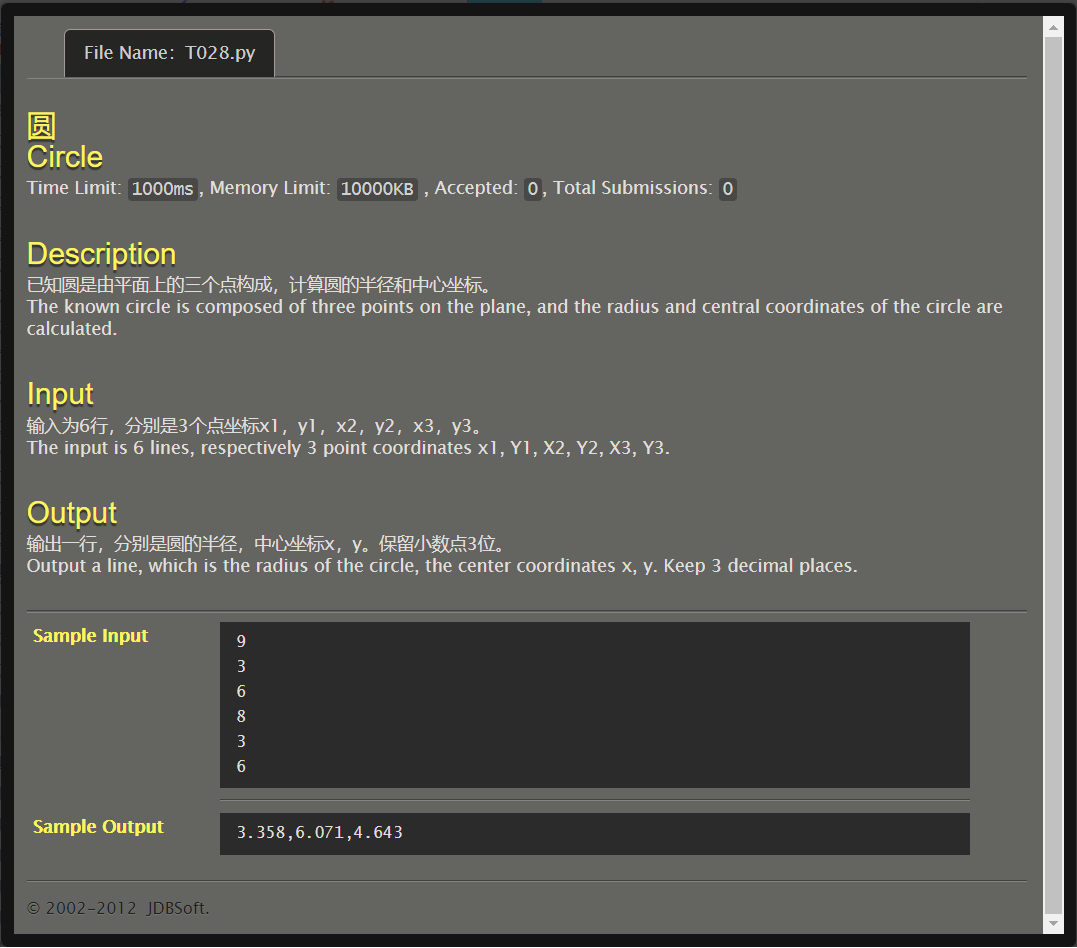 File Name: T028.py
圆
Circle
Time Limit: 1000ms, Memory Limit: 10000KB , Accepted: 0, Total Submissions: 0
Description
已知圆是由平面上的三个点构成，计算圆的半径和中心坐标。
The known circle is composed of three points on the plane, and the radius and central coordinates of the circle are
calculated.
Input
输入为6行，分别是3个点坐标x1，y1，x2，y2，x3，y3。
The input is 6 lines, respectively 3 point coordinates x1, Y1, X2, Y2, X3, Y3.
Output
输出一行，分别是圆的半径，中心坐标x，y。保留小数点3位。
Output a line, which is the radius of the circle, the center coordinates x, y. Keep 3 decimal places.
Sample Input
9
3
6
8
3
6
Sample Output
3.358,6.071,4.643
© 2002-2012 JDBSoft.